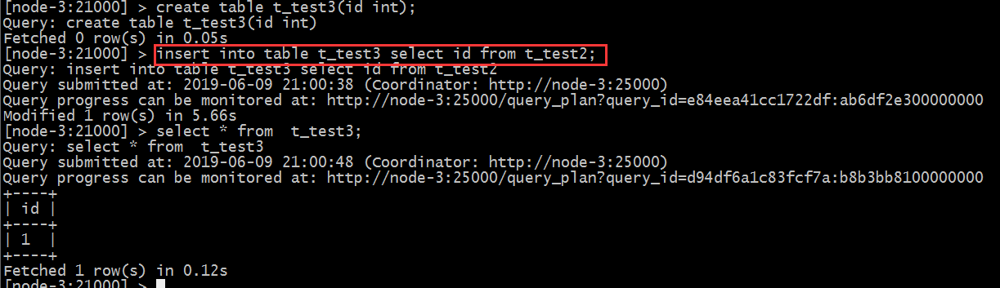 [node-3:21000] > create table t_test3(id int);
Query: create table t_test3(id int)
Fetched 0 row(s) in 0.05s
[node-3:21000] > insert into table t_test3 select id from t_test2;
Query: insert into table t_test3 select id from t_test2
Query submitted at: 2019-06-09 21:00:38 (Coordinator: http://node-3:25000)
Query progress can be monitored at: http://node-3:25000/query_plan?query_id=e84eea41cc1722df:ab6df2e300000000
Modified 1 row(s) in 5.66s
[node-3:21000] > select * from  t_test3;
Query: select * from  t_test3
Query submitted at: 2019-06-09 21:00:48 (Coordinator: http://node-3:25000)
Query progress can be monitored at: http://node-3:25000/query_plan?query_id=d94df6a1c83fcf7a:b8b3bb8100000000
+----+
| id |
+----+
| 1  |
+----+
Fetched 1 row(s) in 0.12s
[node-3:21000] >